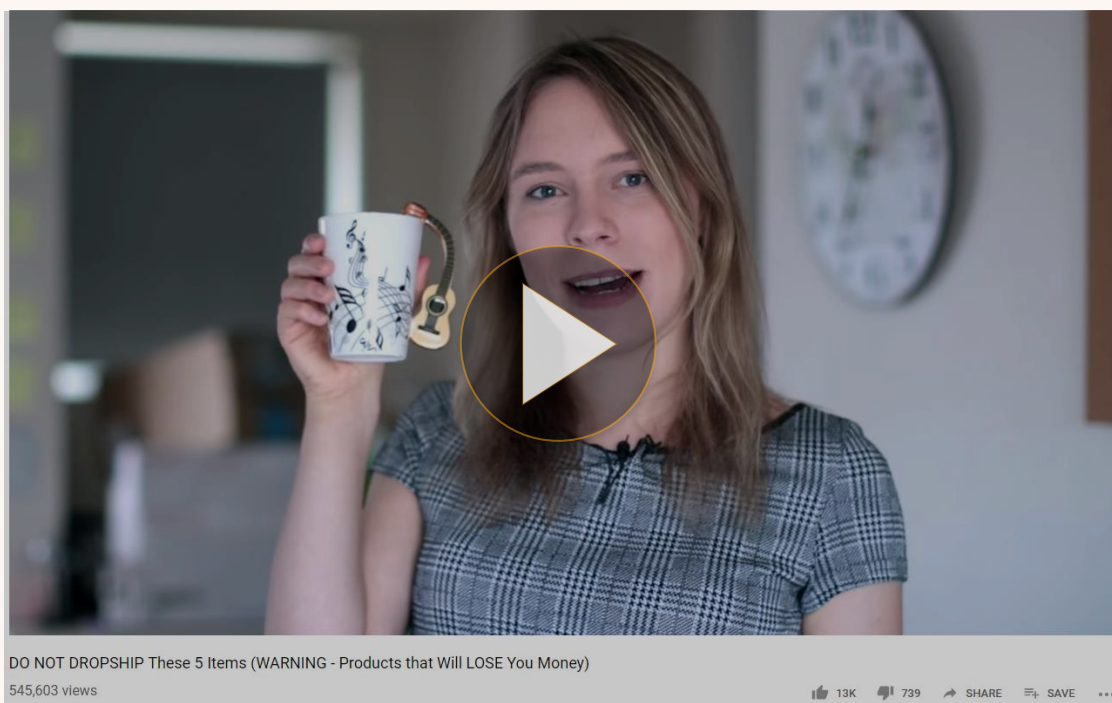 DO NOT DROPSHIP These 5 Items (WARNING - Products that Will LOSE You Money)
545,603 views
13K
739
SHARE
SAVE